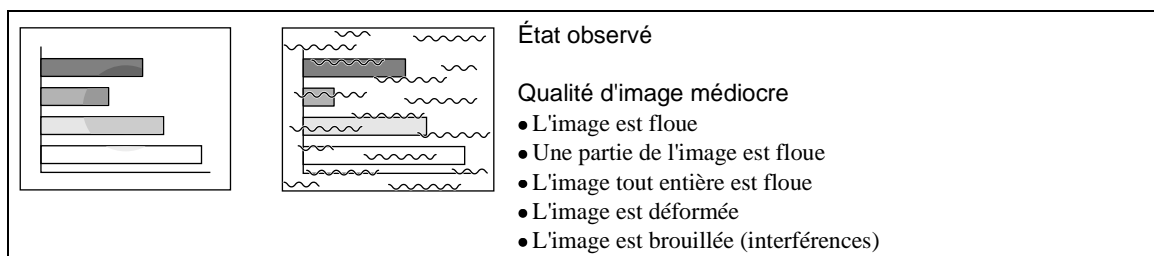 État observé
Qualité d'image médiocre
• L'image est floue
• Une partie de l'image est floue
• L'image tout entière est floue
• L'image est déformée
• L'image est brouillée (interférences)